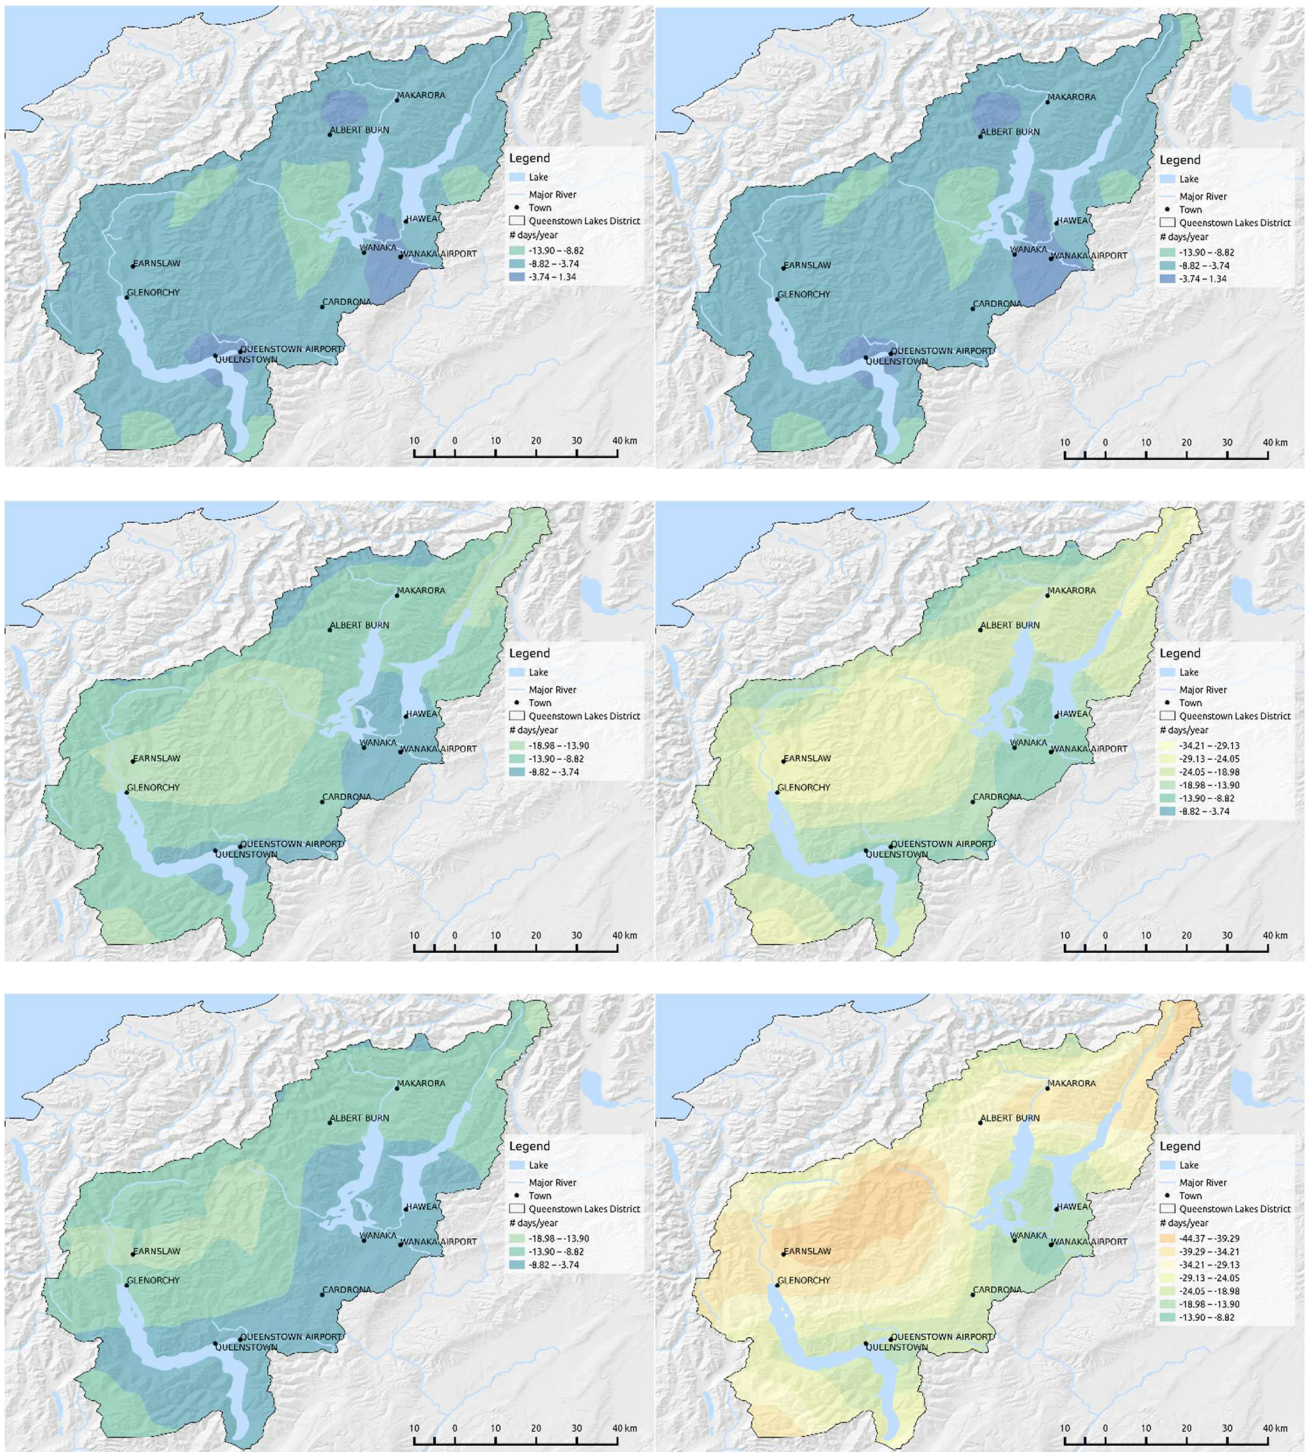 MAKARORA
ALBERT BURN
Legend
Lake
Major River
Town
Queenstown Lakes District
# days/year
-13.90 – -8.82
-8.82 – -3.74
-3.74 – 1.34
HAWEA
WANAKA
WANAKA AIRPORT
EARNSLAW
GLENORCHY
CARDRONA
QUEENSTOWN AIRPORT
QUEENSTOWN
10 0 10 20 30 40 km
MAKARORA
ALBERT BURN
Legend
Lake
Major River
Town
Queenstown Lakes District
# days/year
-13.90 – -8.82
-8.82 – -3.74
-3.74 – 1.34
HAWEA
WANAKA
WANAKA AIRPORT
EARNSLAW
GLENORCHY
CARDRONA
QUEENSTOWN AIRPORT
QUEENSTOWN
10 0 10 20 30 40 km
MAKARORA
ALBERT BURN
Legend
Lake
Major River
Town
Queenstown Lakes District
# days/year
-18.98 – -13.90
-13.90 – -8.82
-8.82 – -3.74
HAWEA
WANAKA
WANAKA AIRPORT
EARNSLAW
GLENORCHY
CARDRONA
QUEENSTOWN AIRPORT
QUEENSTOWN
10 0 10 20 30 40 km
MAKARORA
ALBERT BURN
Legend
Lake
Major River
Town
Queenstown Lakes District
# days/year
-34.21 – -29.13
-29.13 – -24.05
-24.05 – -18.98
-18.98 – -13.90
-13.90 – -8.82
-8.82 – -3.74
HAWEA
WANAKA
WANAKA AIRPORT
EARNSLAW
GLENORCHY
CARDRONA
QUEENSTOWN AIRPORT
QUEENSTOWN
10 0 10 20 30 40 km
MAKARORA
ALBERT BURN
Legend
Lake
Major River
Town
Queenstown Lakes District
# days/year
-18.98 – -13.90
-13.90 – -8.82
-8.82 – -3.74
HAWEA
WANAKA
WANAKA AIRPORT
EARNSLAW
GLENORCHY
CARDRONA
QUEENSTOWN AIRPORT
QUEENSTOWN
10 0 10 20 30 40 km
MAKARORA
ALBERT BURN
Legend
Lake
Major River
Town
Queenstown Lakes District
# days/year
-44.37 – -39.29
-39.29 – -34.21
-34.21 – -29.13
-29.13 – -24.05
-24.05 – -18.98
-18.98 – -13.90
-13.90 – -8.82
HAWEA
WANAKA
WANAKA AIRPORT
EARNSLAW
GLENORCHY
CARDRONA
QUEENSTOWN AIRPORT
QUEENSTOWN
10 0 10 20 30 40 km